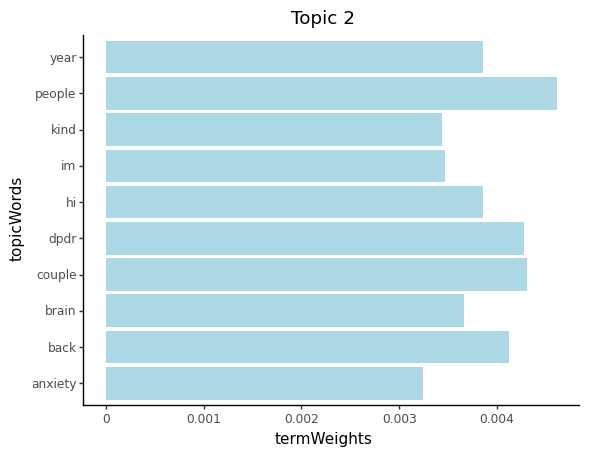 Topic 2
topicWords
year
people
kind
im
hi
dpdr
couple
brain
back
anxiety
0 0.001 0.002 0.003 0.004
termWeights